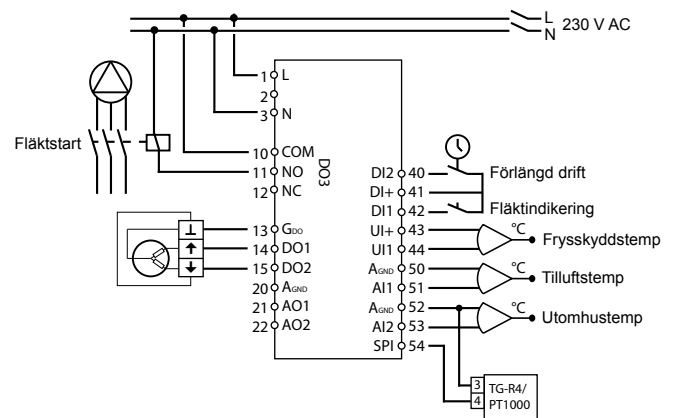 L
N
230 V AC
1 L
2
3 N
10 COM
11 NO
12 NC
DO3
13 GDO
14 DO1
15 DO2
20 AGND
21 AO1
22 AO2
Fläktstart
DI2 40
DI+ 41
DI1 42
UI+ 43
UI1 44
AGND 50
AI1 51
AGND 52
AI2 53
SPI 54
Förlängd drift
Fläktindikering
°C
Frysskyddstemp
°C
Tilluftstemp
°C
Utomhustemp
3
4
TG-R4/
PT1000